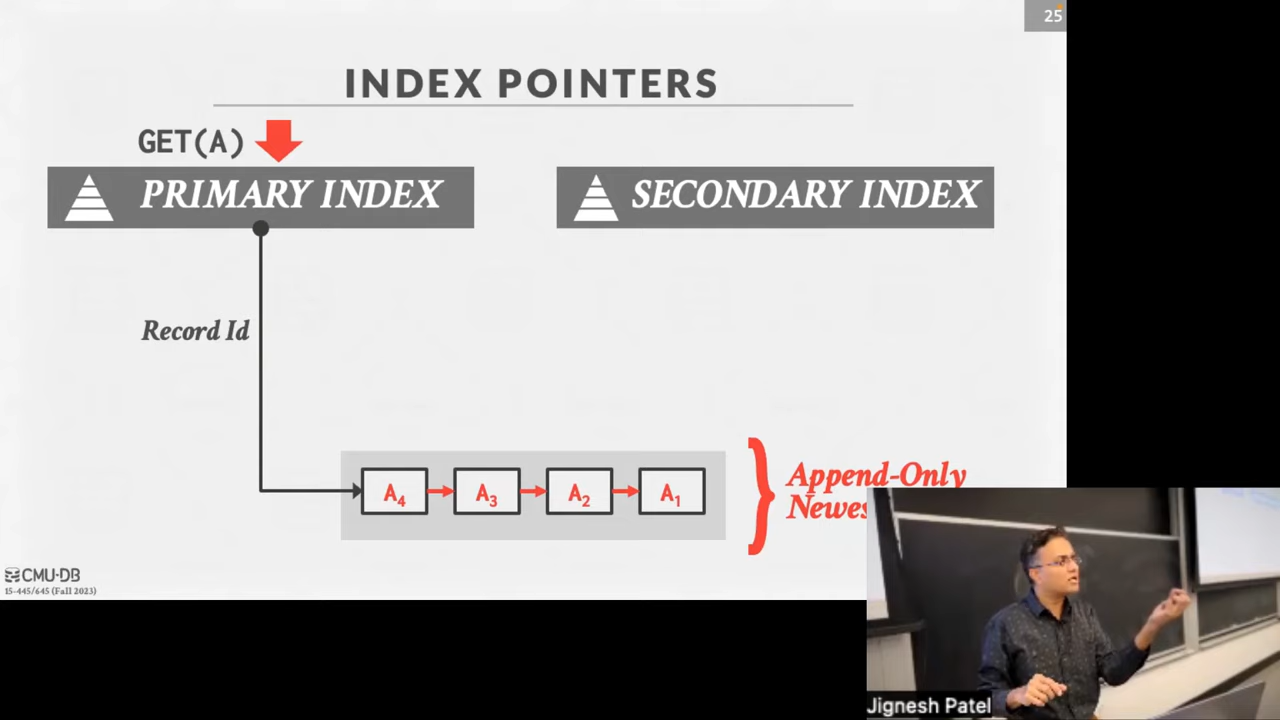 25
INDEX POINTERS
GET(A)
PRIMARY INDEX
SECONDARY INDEX
Record Id
A4
A3
A2
A1
Append-Only
CMU·DB
15-445/645 (Fall 2023)
Jignesh Patel